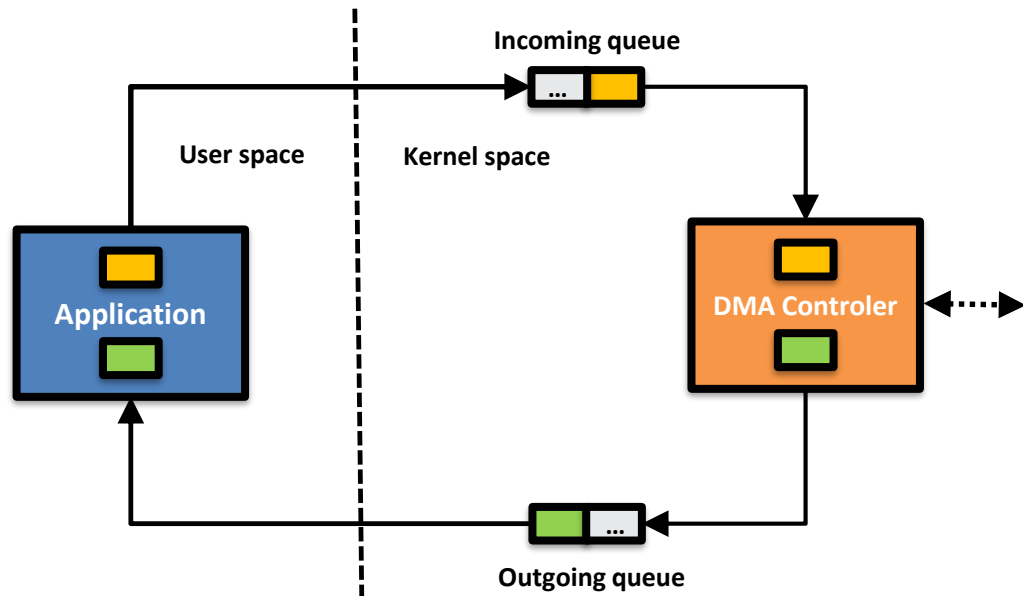 Incoming queue
...
User space
Kernel space
Application
DMA Controler
...
Outgoing queue